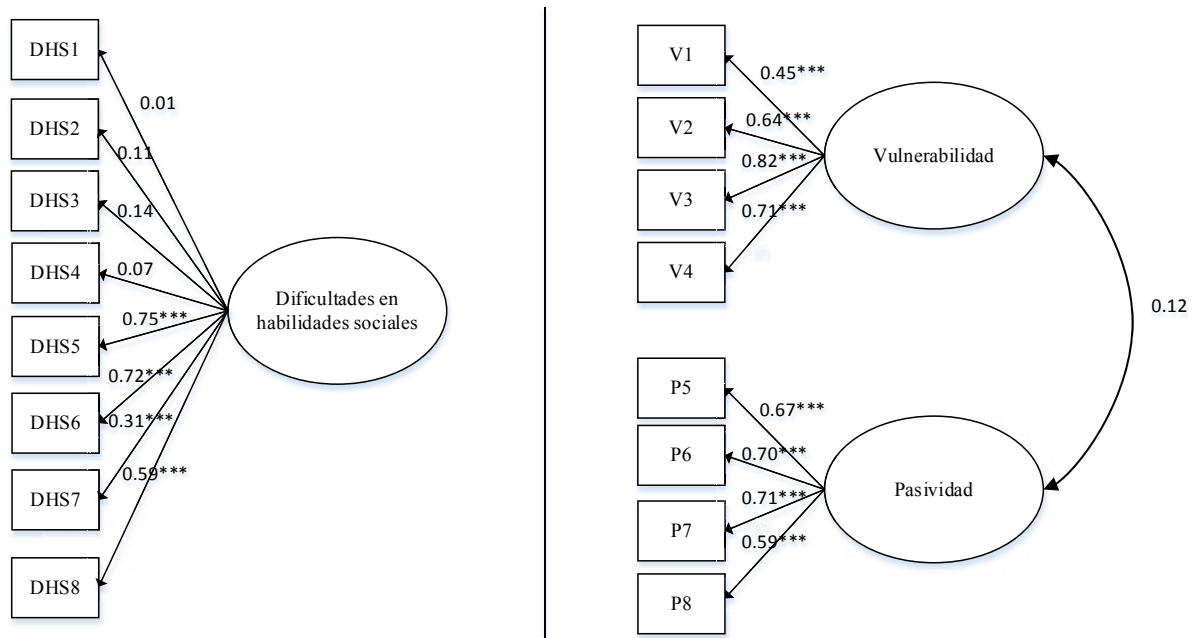 DHS1
0.01
DHS2
0.11
DHS3
0.14
DHS4
0.07
DHS5
0.75***
0.72***
DHS6
0.31***
DHS7
0.59***
DHS8
Dificultades en
habilidades sociales
V1
0.45***
V2
0.64***
0.82***
V3
0.71***
V4
Vulnerabilidad
0.12
P5
0.67***
P6
0.70***
0.71***
P7
0.59***
P8
Pasividad